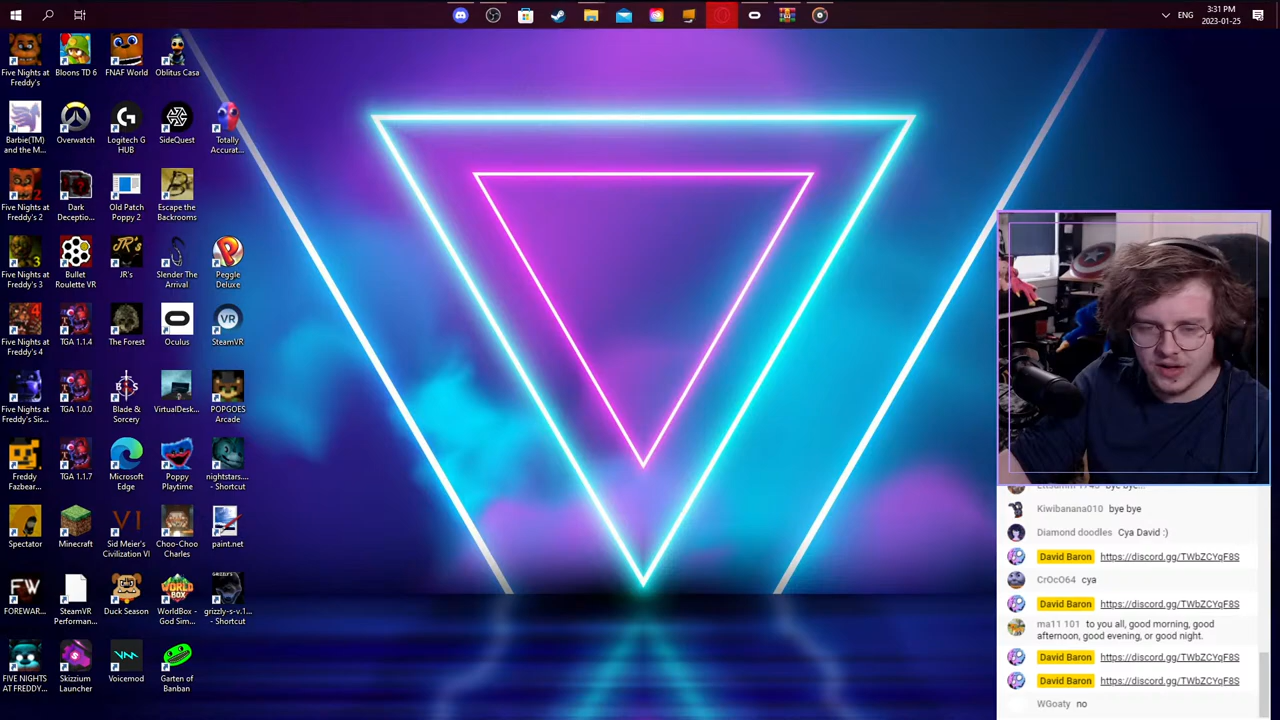 ENG
3:31 PM
2023-01-25
Five Nights at Freddy's
Bloons TD 6
FNAF World
Oblitus Casa
Barbie(TM) and the M...
Overwatch
Logitech G HUB
SideQuest
Totally Accurat...
Five Nights at Freddy's 2
Dark Deceptio...
Old Patch Poppy 2
Escape the Backrooms
Five Nights at Freddy's 3
Bullet Roulette VR
JR's
Slender The Arrival
Peggle Deluxe
Five Nights at Freddy's 4
TGA 1.1.4
The Forest
Oculus
SteamVR
Five Nights at Freddy's Sis...
TGA 1.0.0
Blade & Sorcery
VirtualDesk...
POPGOES Arcade
Freddy Fazbear...
TGA 1.1.7
Microsoft Edge
Poppy Playtime
nightstars.... - Shortcut
Spectator
Minecraft
Sid Meier's Civilization VI
Choo-Choo Charles
paint.net
FOREWAR...
SteamVR Performan...
Duck Season
WorldBox - God Sim...
grizzly-s-v.1... - Shortcut
FIVE NIGHTS AT FREDDY...
Skizzium Launcher
Voicemod
Garten of Banban
Kiwibanana010 bye bye
Diamond doodles Cya David :)
David Baron https://discord.gg/TWbZCYqF8S
CrOcO64 cya
David Baron https://discord.gg/TWbZCYqF8S
ma11 101 to you all, good morning, good
afternoon, good evening, or good night.
David Baron https://discord.gg/TWbZCYqF8S
David Baron https://discord.gg/TWbZCYqF8S
WGoaty no